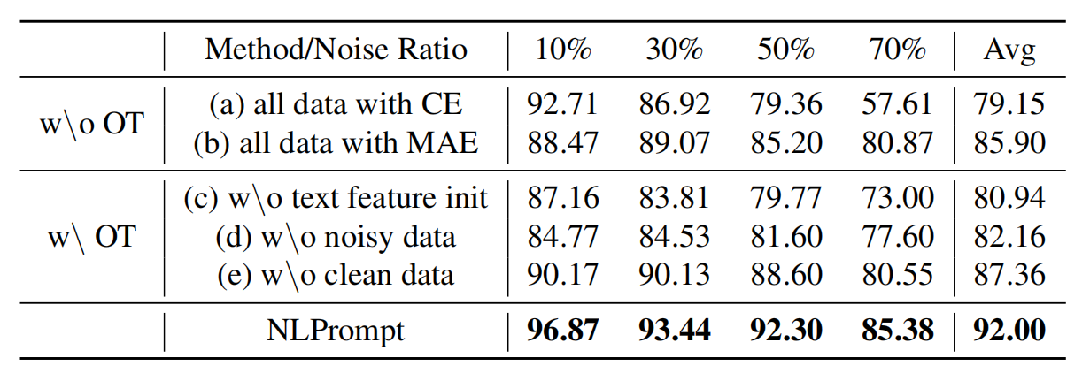 Method/Noise Ratio 10% 30% 50% 70% Avg
w\o OT (a) all data with CE 92.71 86.92 79.36 57.61 79.15
(b) all data with MAE 88.47 89.07 85.20 80.87 85.90
w\ OT (c) w\o text feature init 87.16 83.81 79.77 73.00 80.94
(d) w\o noisy data 84.77 84.53 81.60 77.60 82.16
(e) w\o clean data 90.17 90.13 88.60 80.55 87.36
NLPrompt 96.87 93.44 92.30 85.38 92.00